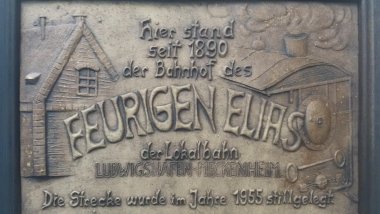 Hier stand
seit 1890
der Bahnhof des
FEURIGEN ELIAS
der Lokalbahn
LUDWIGSHAFEN-MECKENHEIM.
Die Strecke wurde im Jahre 1955 stillgelegt